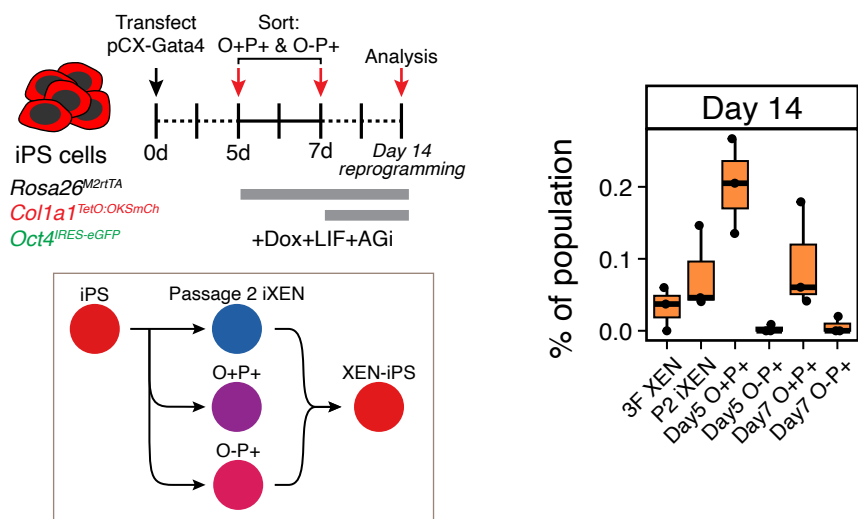 Transfect
pCX-Gata4
Sort:
O+P+ & O-P+
Analysis
iPS cells
0d
5d
7d
Day 14
reprogramming
Rosa26M2rtTA
Col1a1TetO:OKSmCh
Oct4IRES-eGFP
+Dox+LIF+AGi
iPS
Passage 2 iXEN
O+P+
XEN-iPS
O-P+
Day 14
% of population
0.2
0.1
0.0
3F XEN
P2 iXEN
Day5 O+P+
Day5 O-P+
Day7 O+P+
Day7 O-P+